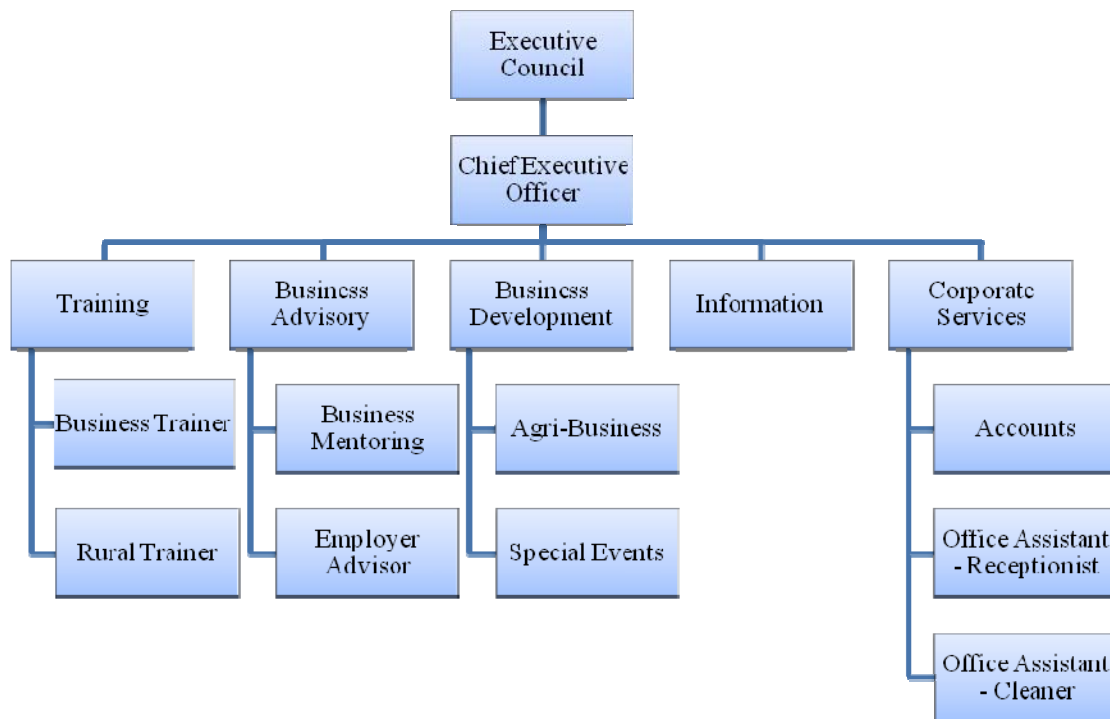 Executive
Council
Chief Executive
Officer
Training
Business
Advisory
Business
Development
Information
Corporate
Services
Business Trainer
Business
Mentoring
Agri-Business
Accounts
Rural Trainer
Employer
Advisor
Special Events
Office Assistant
- Receptionist
Office Assistant
- Cleaner